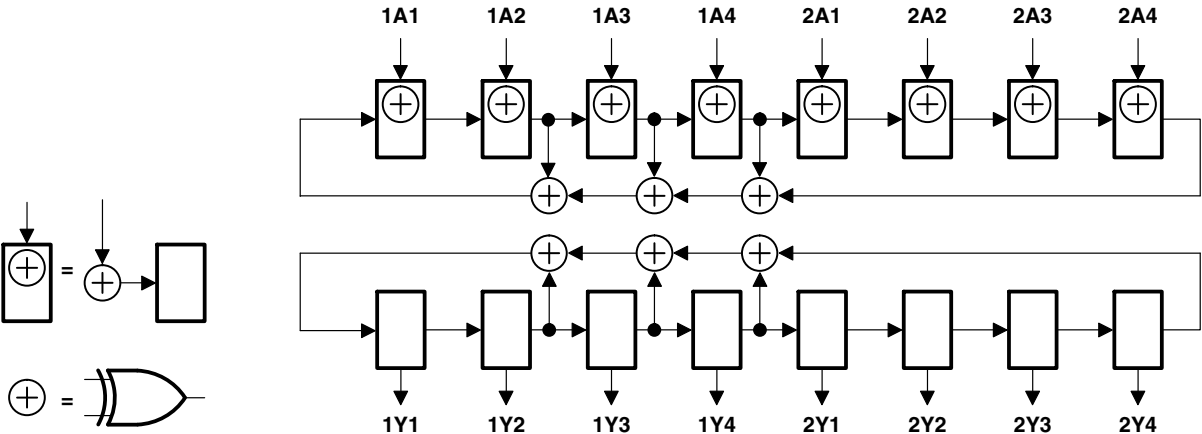 1A1 1A2 1A3 1A4 2A1 2A2 2A3 2A4
=
=
1Y1 1Y2 1Y3 1Y4 2Y1 2Y2 2Y3 2Y4